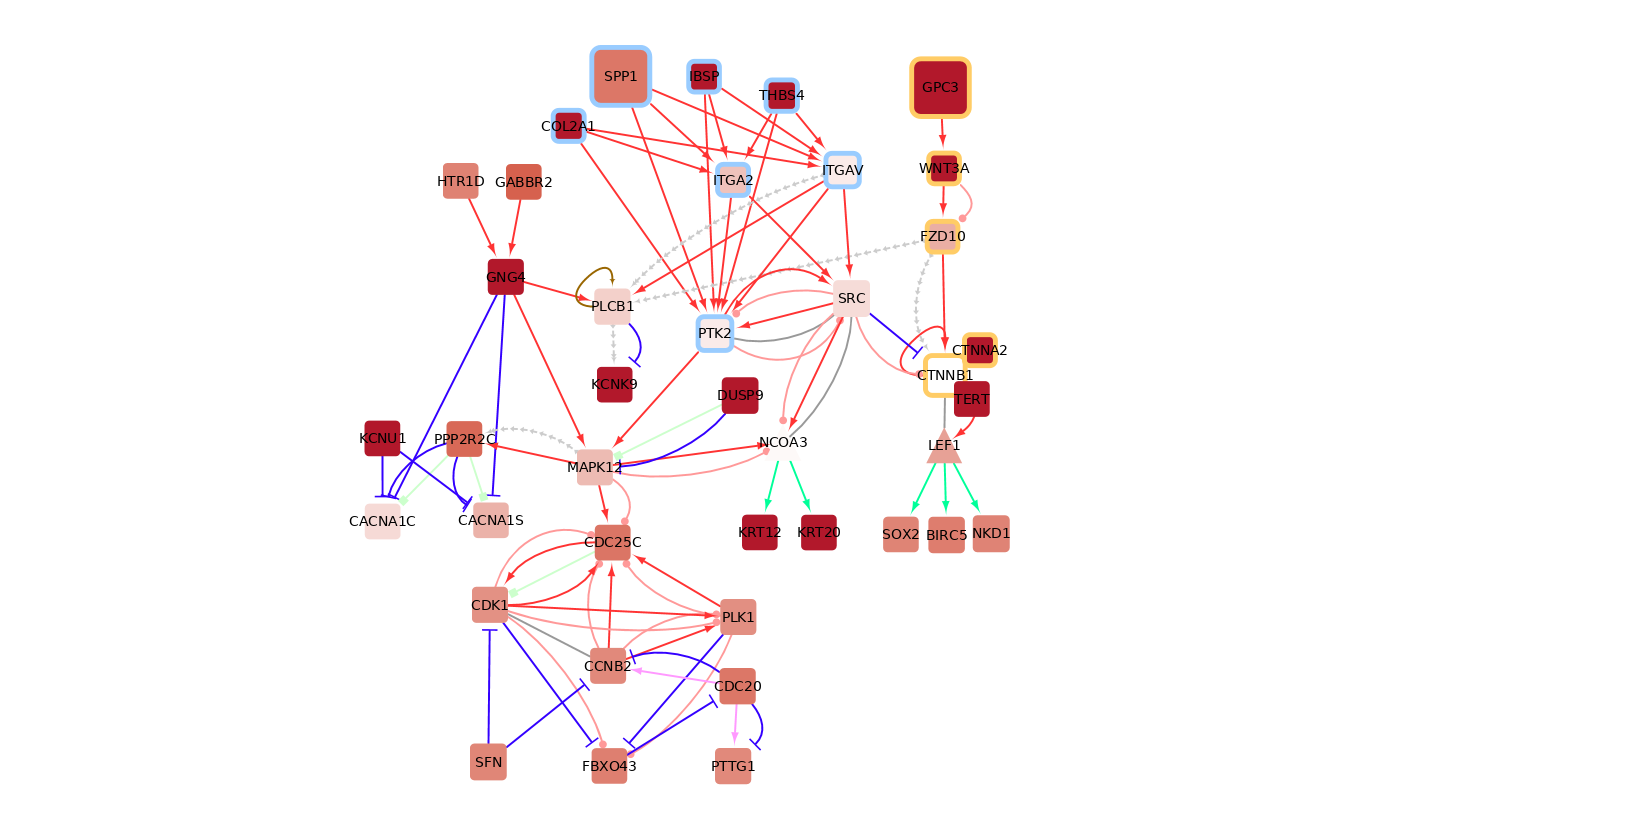 SPP1
IBSP
GPC3
THBS4
COL2A1
WNT3A
ITGAV
ITGA2
HTR1D
GABBR2
FZD10
GNG4
SRC
PLCB1
PTK2
CTNNA2
CTNNB1
KCNK9
DUSP9
TERT
KCNU1
PPP2R2C
NCOA3
LEF1
MAPK12
CACNA1C
CACNA1S
KRT12
KRT20
SOX2
BIRC5
NKD1
CDC25C
CDK1
PLK1
CCNB2
CDC20
SFN
FBXO43
PTTG1